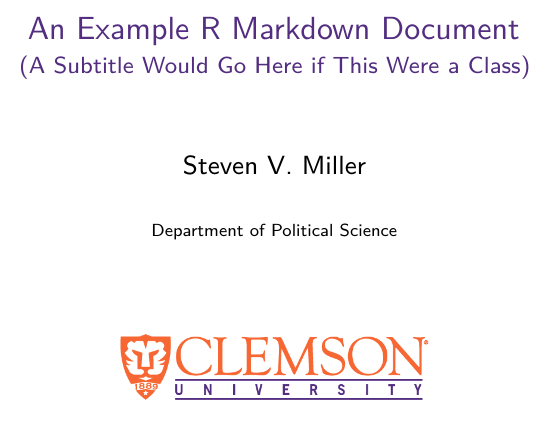 An Example R Markdown Document
(A Subtitle Would Go Here if This Were a Class)
Steven V. Miller
Department of Political Science
CLEMSON®
UNIVERSITY
1889